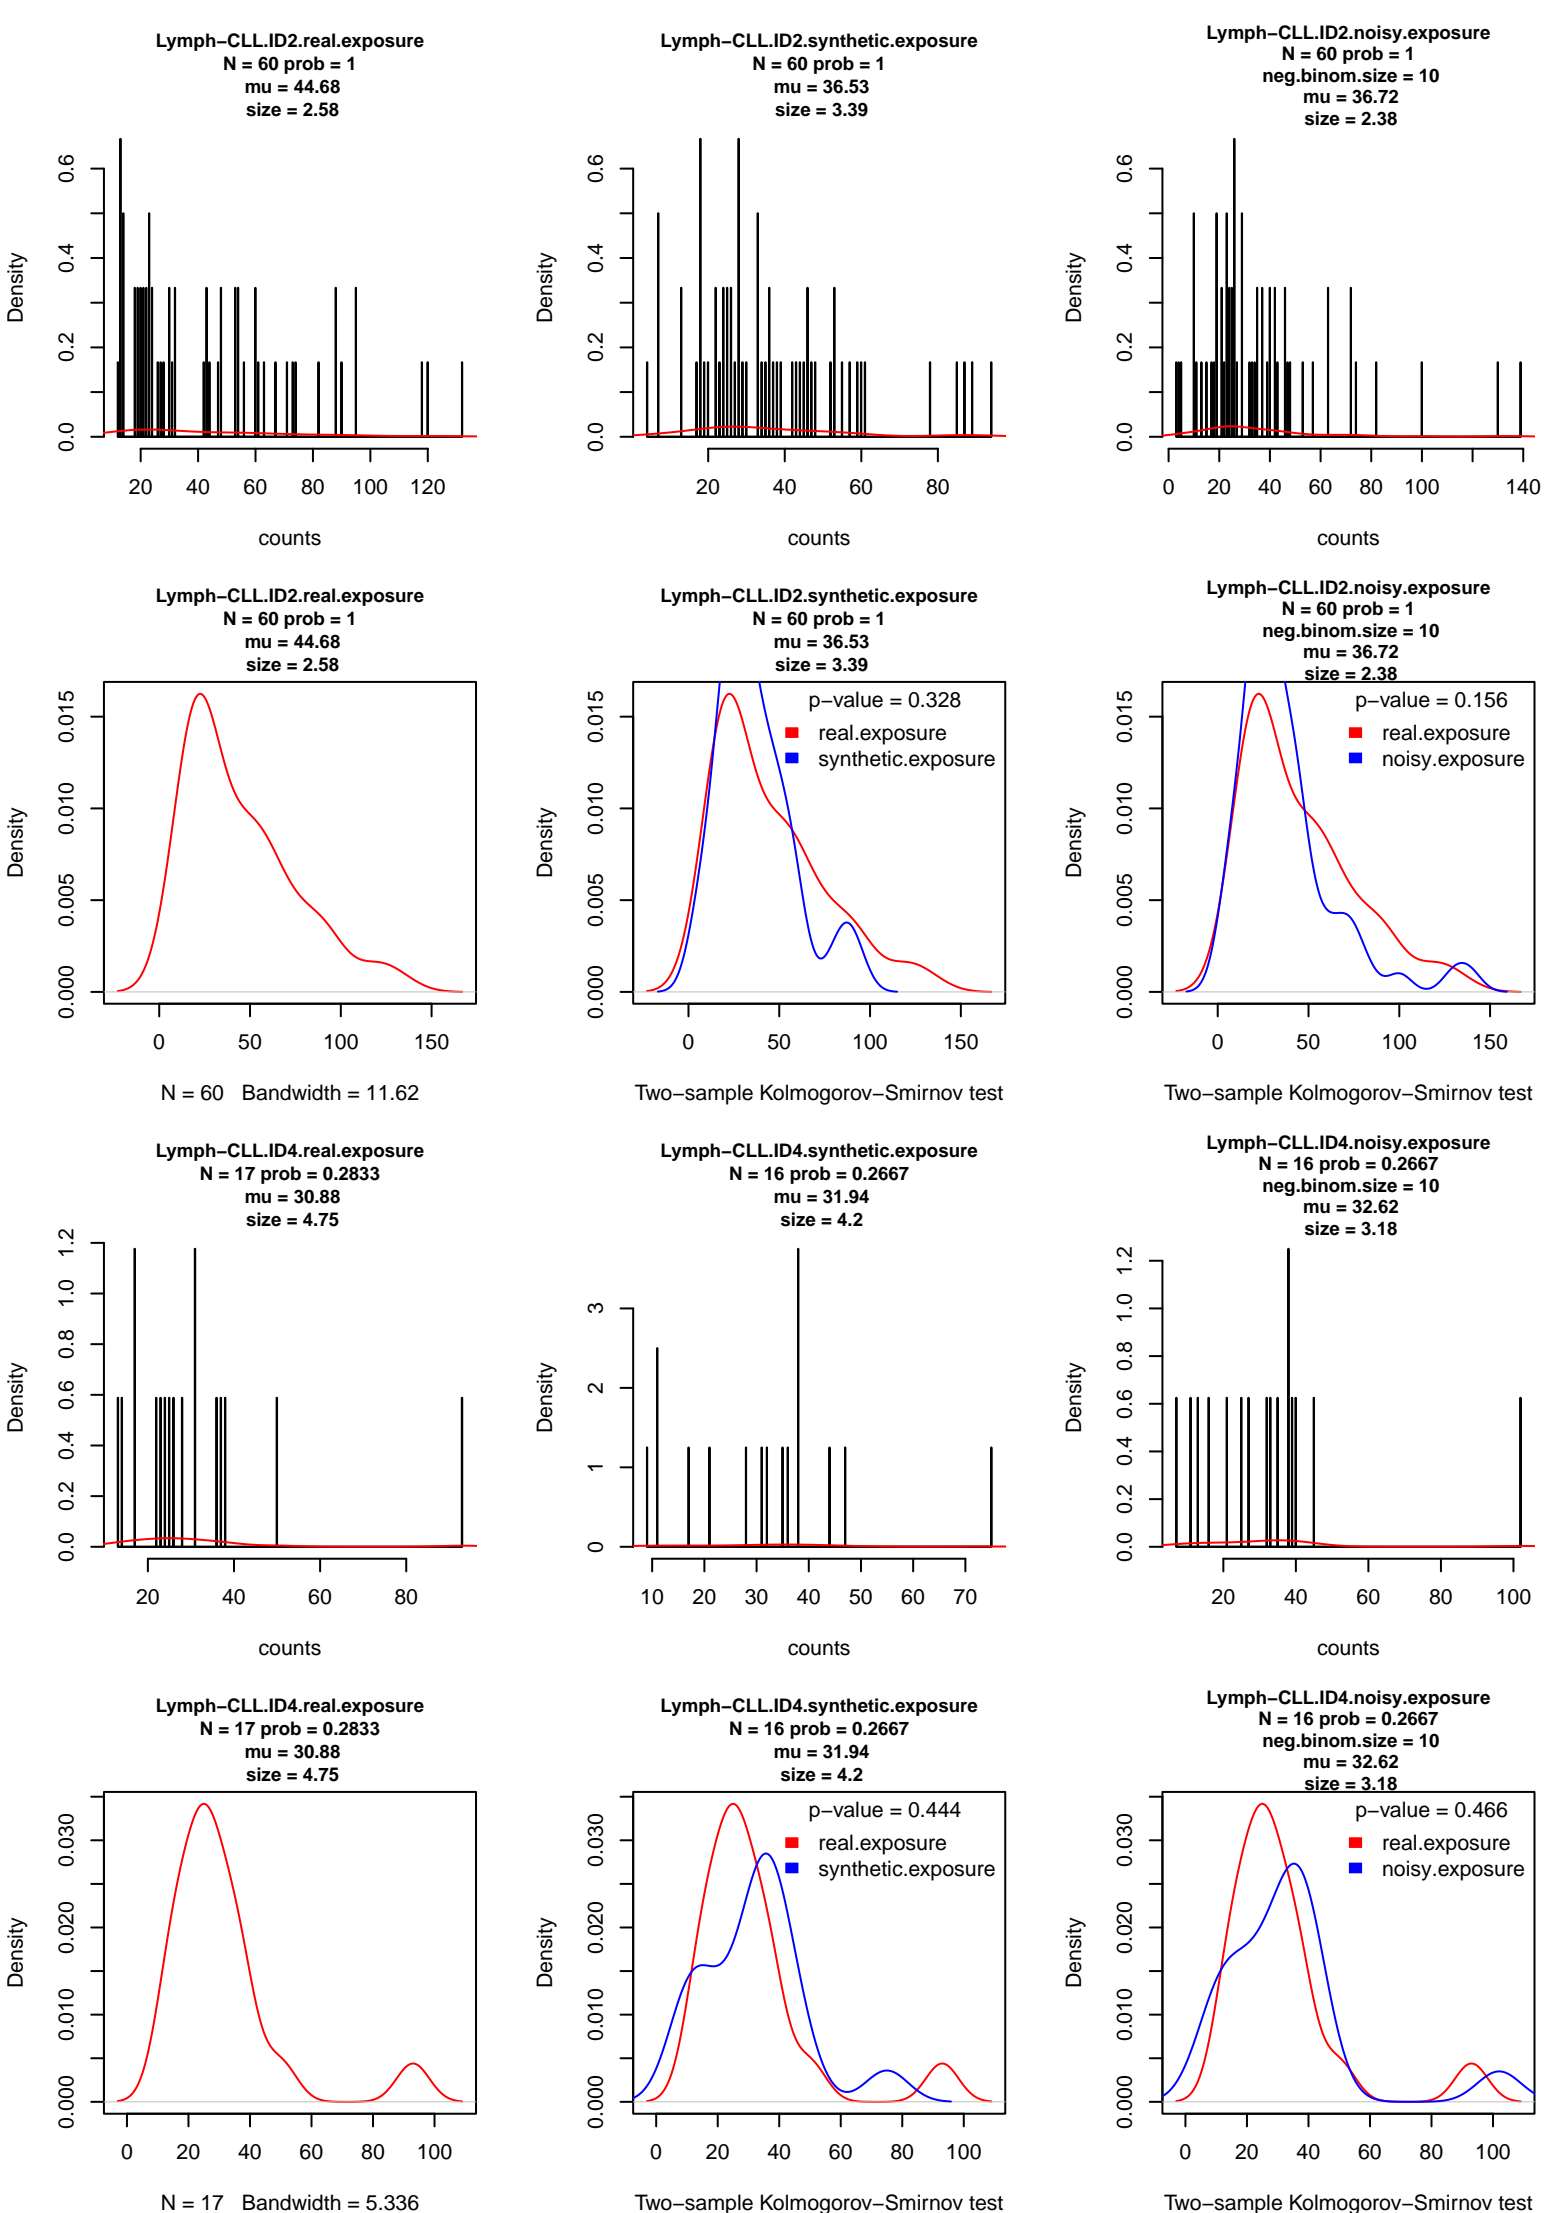 Lymph−CLL.ID2.real.exposure
N = 60 prob = 1
mu = 44.68
size = 2.58
Density
0.0 0.2 0.4 0.6
20 40 60 80 100 120
counts
Lymph−CLL.ID2.synthetic.exposure
N = 60 prob = 1
mu = 36.53
size = 3.39
Density
0.0 0.2 0.4 0.6
20 40 60 80
counts
Lymph−CLL.ID2.noisy.exposure
N = 60 prob = 1
neg.binom.size = 10
mu = 36.72
size = 2.38
Density
0.0 0.2 0.4 0.6
0 20 40 60 80 100 140
counts
Lymph−CLL.ID2.real.exposure
N = 60 prob = 1
mu = 44.68
size = 2.58
Density
0.000 0.005 0.010 0.015
0 50 100 150
N = 60 Bandwidth = 11.62
Lymph−CLL.ID2.synthetic.exposure
N = 60 prob = 1
mu = 36.53
size = 3.39
p−value = 0.328
real.exposure
synthetic.exposure
Density
0.000 0.005 0.010 0.015
0 50 100 150
Two−sample Kolmogorov−Smirnov test
Lymph−CLL.ID2.noisy.exposure
N = 60 prob = 1
neg.binom.size = 10
mu = 36.72
size = 2.38
p−value = 0.156
real.exposure
noisy.exposure
Density
0.000 0.005 0.010 0.015
0 50 100 150
Two−sample Kolmogorov−Smirnov test
Lymph−CLL.ID4.real.exposure
N = 17 prob = 0.2833
mu = 30.88
size = 4.75
Density
0.0 0.2 0.4 0.6 0.8 1.0 1.2
20 40 60 80
counts
Lymph−CLL.ID4.synthetic.exposure
N = 16 prob = 0.2667
mu = 31.94
size = 4.2
Density
0 1 2 3
10 20 30 40 50 60 70
counts
Lymph−CLL.ID4.noisy.exposure
N = 16 prob = 0.2667
neg.binom.size = 10
mu = 32.62
size = 3.18
Density
0.0 0.2 0.4 0.6 0.8 1.0 1.2
20 40 60 80 100
counts
Lymph−CLL.ID4.real.exposure
N = 17 prob = 0.2833
mu = 30.88
size = 4.75
Density
0.000 0.010 0.020 0.030
0 20 40 60 80 100
N = 17 Bandwidth = 5.336
Lymph−CLL.ID4.synthetic.exposure
N = 16 prob = 0.2667
mu = 31.94
size = 4.2
p−value = 0.444
real.exposure
synthetic.exposure
Density
0.000 0.010 0.020 0.030
0 20 40 60 80 100
Two−sample Kolmogorov−Smirnov test
Lymph−CLL.ID4.noisy.exposure
N = 16 prob = 0.2667
neg.binom.size = 10
mu = 32.62
size = 3.18
p−value = 0.466
real.exposure
noisy.exposure
Density
0.000 0.010 0.020 0.030
0 20 40 60 80 100
Two−sample Kolmogorov−Smirnov test